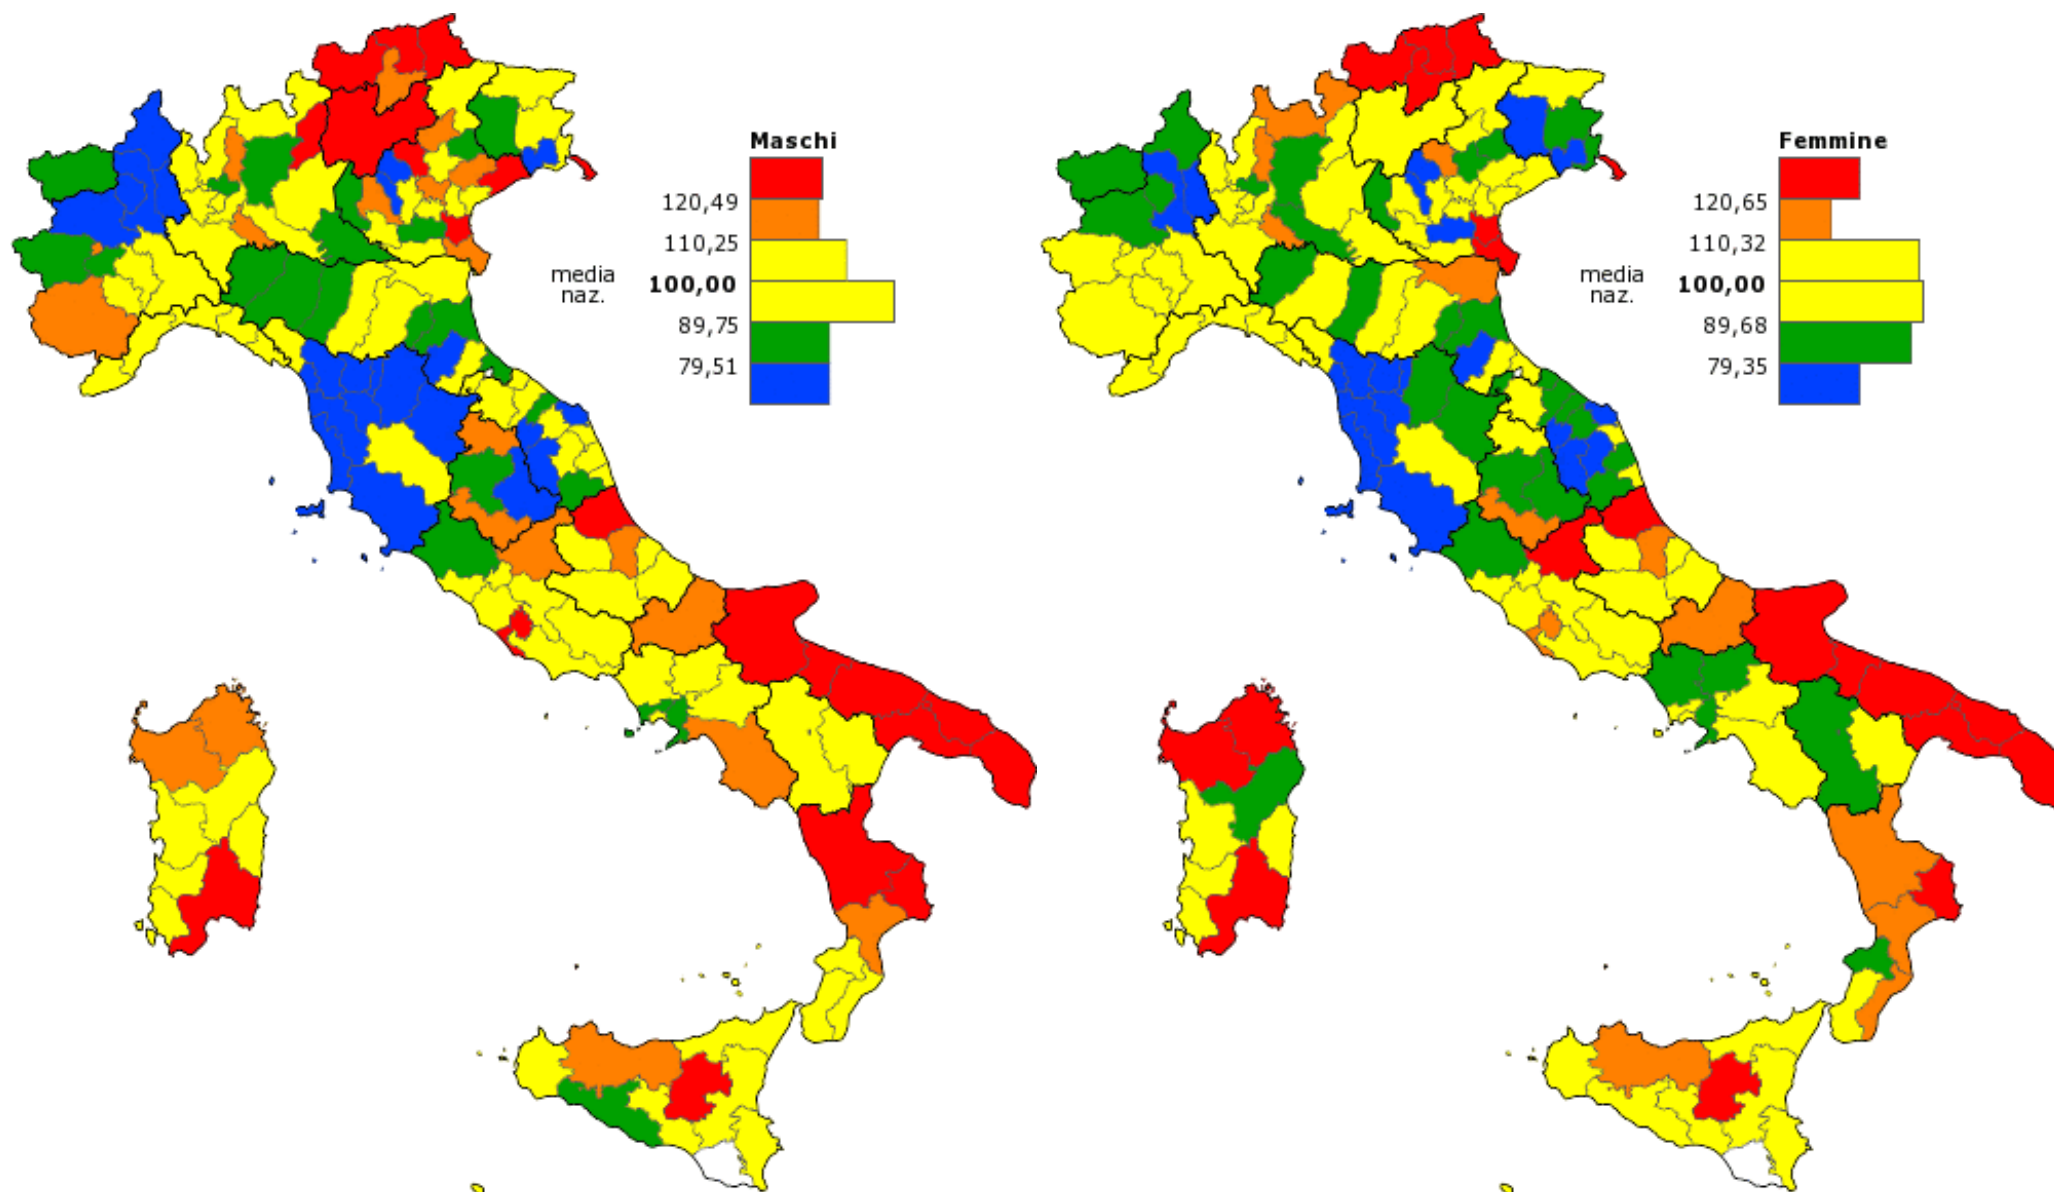 Maschi
120,49
110,25
media
naz.
100,00
89,75
79,51
Femmine
120,65
110,32
media
naz.
100,00
89,68
79,35